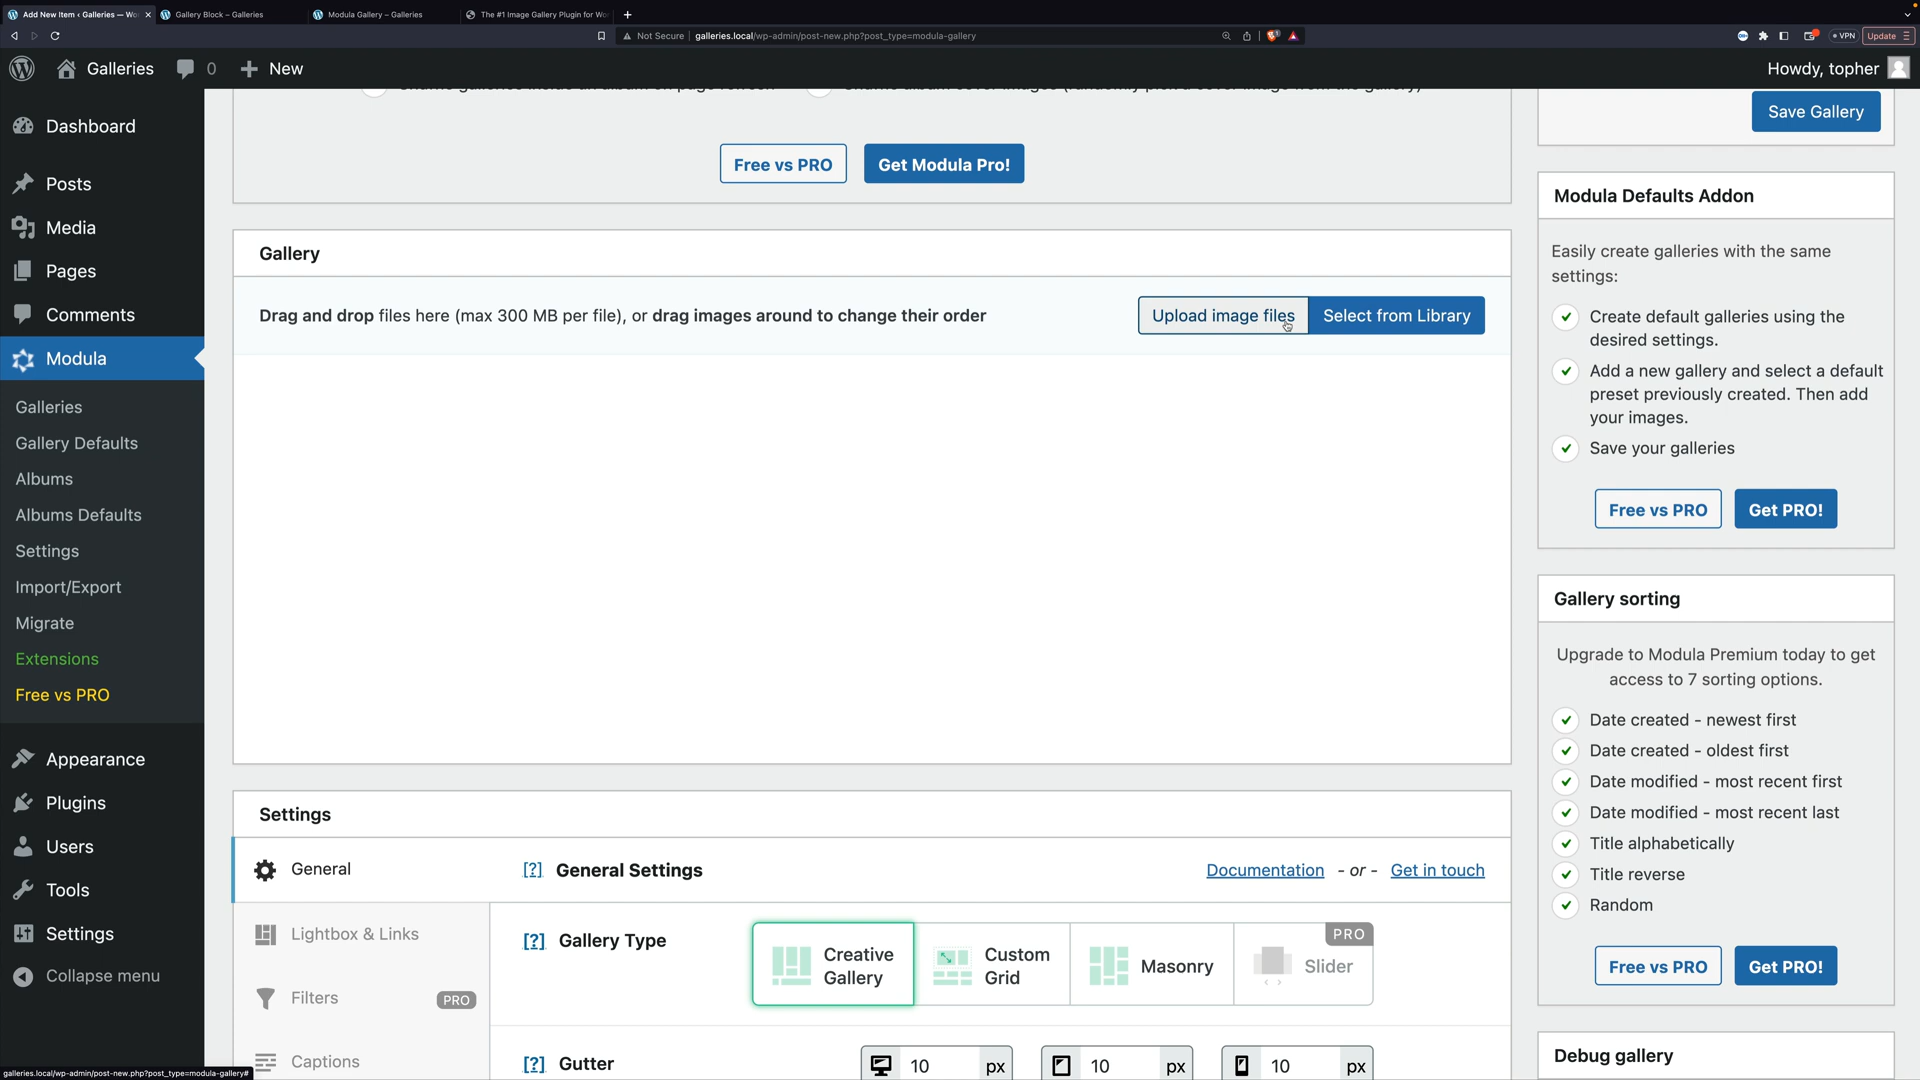 Add New Item ‹ Galleries — Wo
Gallery Block – Galleries
Modula Gallery – Galleries
The #1 Image Gallery Plugin for Wo
Not Secure
galleries.local/wp-admin/post-new.php?post_type=modula-gallery
VPN
Update
Galleries
0
New
Howdy, topher
Dashboard
Posts
Media
Pages
Comments
Modula
Galleries
Gallery Defaults
Albums
Albums Defaults
Settings
Import/Export
Migrate
Extensions
Free vs PRO
Appearance
Plugins
Users
Tools
Settings
Collapse menu
galleries.local/wp-admin/post-new.php?post_type=modula-gallery#
Free vs PRO
Get Modula Pro!
Gallery
Drag and drop files here (max 300 MB per file), or drag images around to change their order
Upload image files
Select from Library
Settings
General
Lightbox & Links
Filters
PRO
Captions
[?] General Settings
Documentation - or - Get in touch
[?] Gallery Type
Creative
Gallery
Custom
Grid
Masonry
PRO
Slider
[?] Gutter
10 px
10 px
10 px
Save Gallery
Modula Defaults Addon
Easily create galleries with the same
settings:
Create default galleries using the
desired settings.
Add a new gallery and select a default
preset previously created. Then add
your images.
Save your galleries
Free vs PRO
Get PRO!
Gallery sorting
Upgrade to Modula Premium today to get
access to 7 sorting options.
Date created - newest first
Date created - oldest first
Date modified - most recent first
Date modified - most recent last
Title alphabetically
Title reverse
Random
Free vs PRO
Get PRO!
Debug gallery